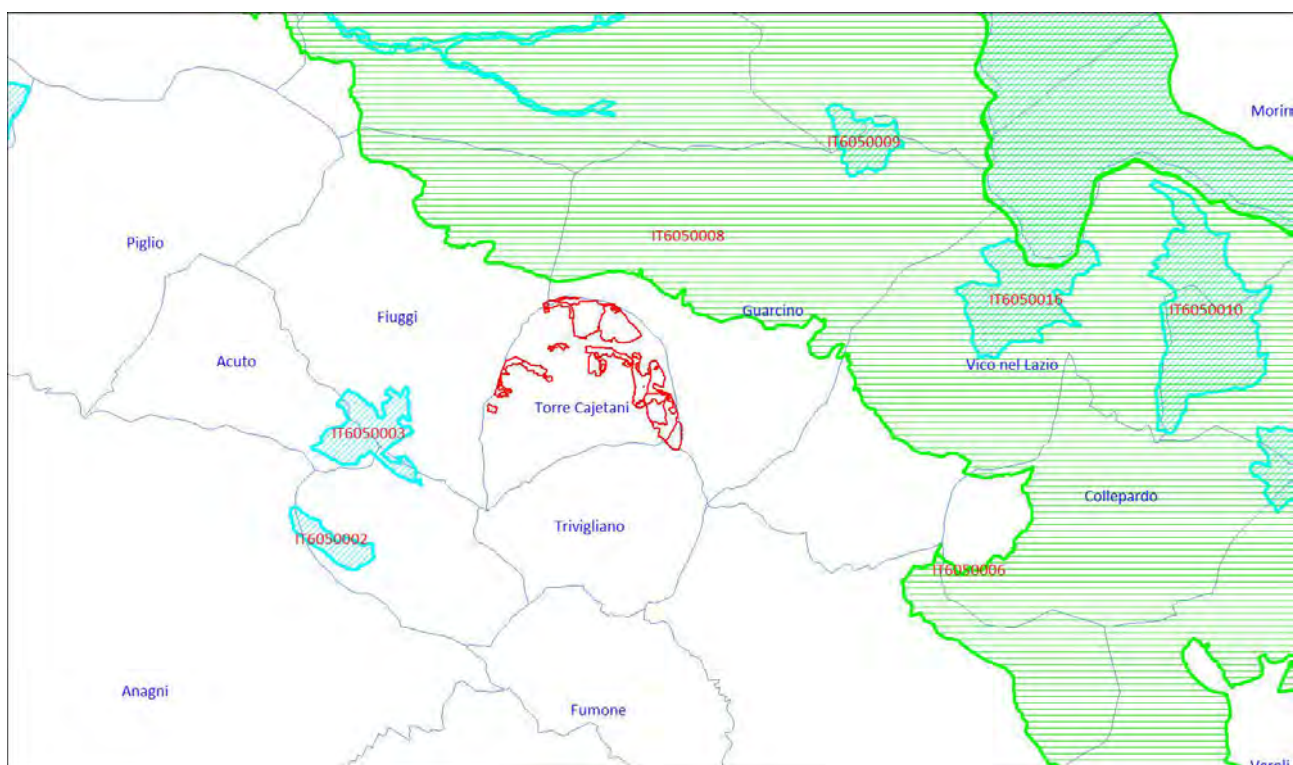 Morim
IT6050009
IT6050008
Piglio
IT6050016
IT6050010
Guarcino
Fiuggi
Acuto
Vico nel Lazio
Torre Cajetani
IT6050003
Collepardo
Trivigliano
IT6050002
IT6050006
Anagni
Fumone